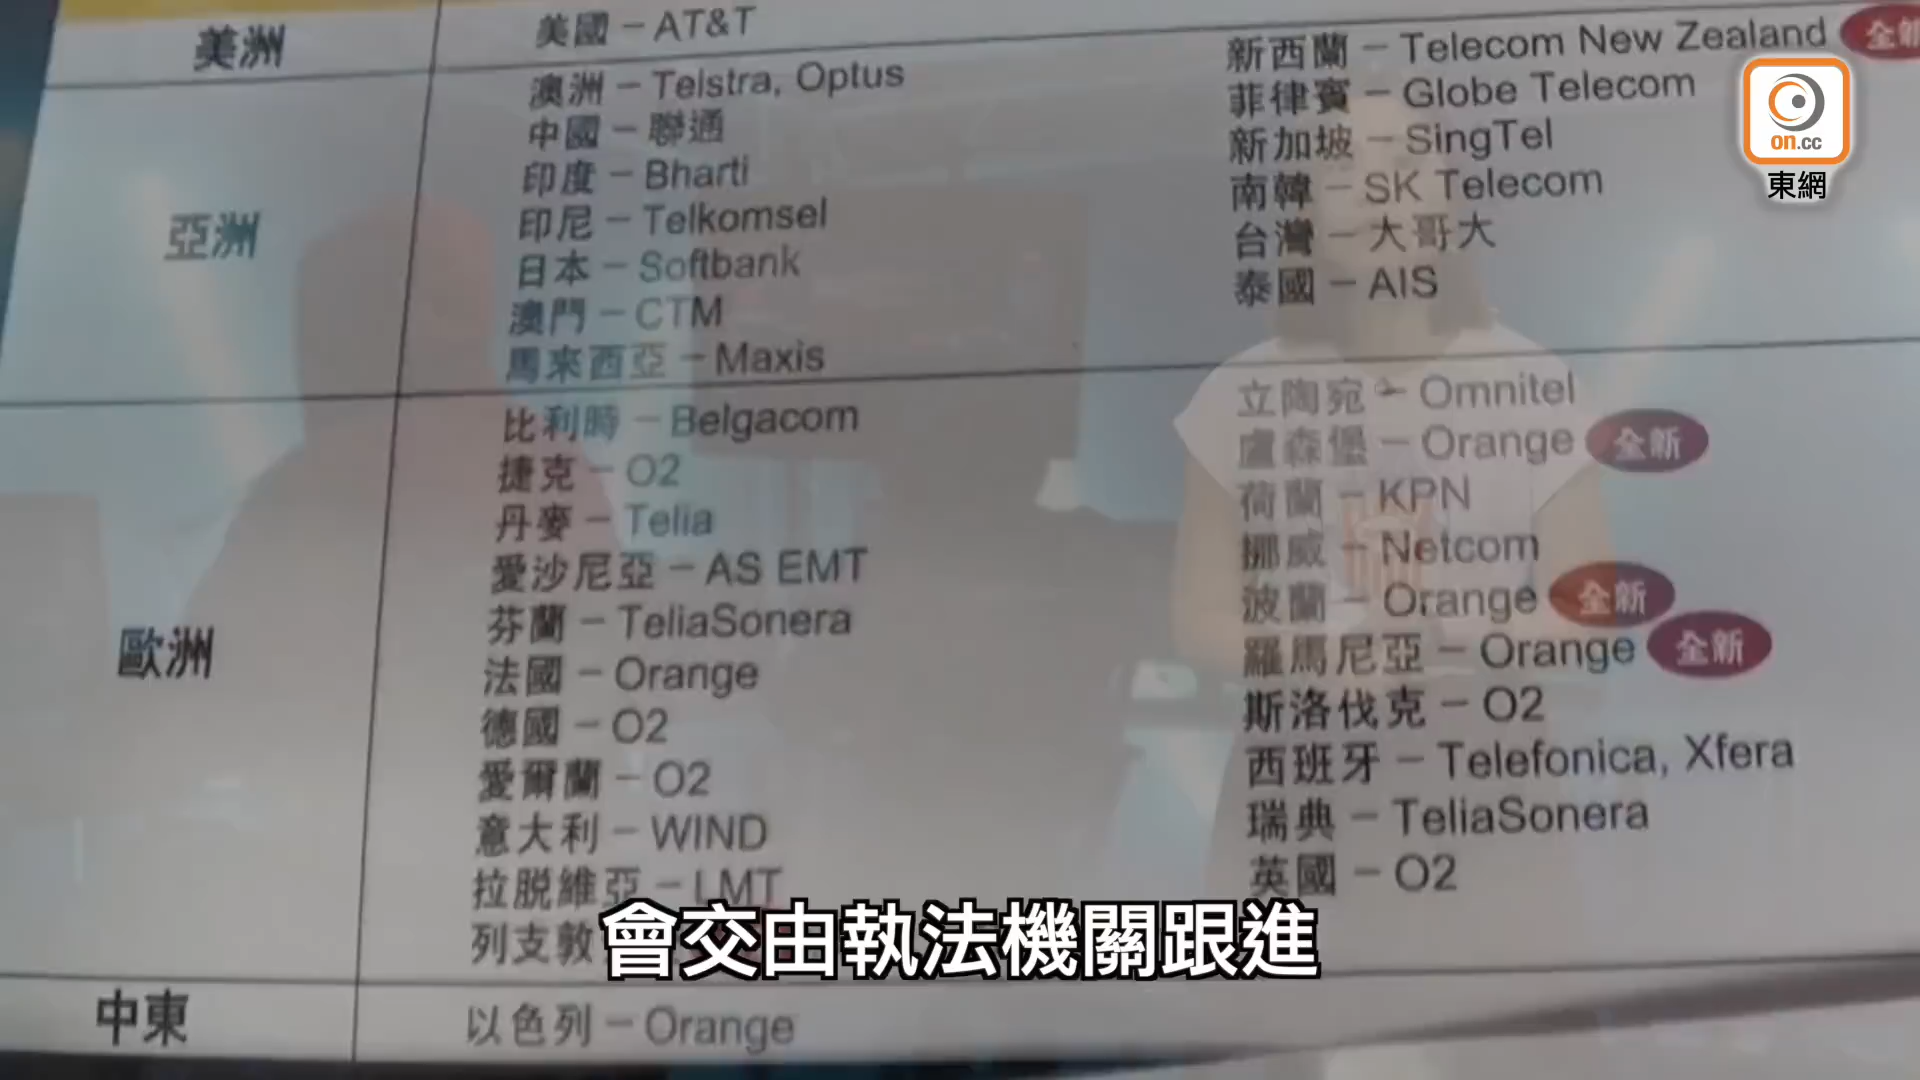 美洲
美國 – AT&T
亞洲
澳洲 – Telstra, Optus
中國 – 聯通
印度 – Bharti
印尼 – Telkomsel
日本 – Softbank
澳門 – CTM
馬來西亞 – Maxis
新西蘭 – Telecom New Zealand 全新
菲律賓 – Globe Telecom
新加坡 – SingTel
南韓 – SK Telecom
台灣 – 大哥大
泰國 – AIS
歐洲
比利時 – Belgacom
捷克 – O2
丹麥 – Telia
愛沙尼亞 – AS EMT
芬蘭 – TeliaSonera
法國 – Orange
德國 – O2
愛爾蘭 – O2
意大利 – WIND
拉脫維亞 – LMT
列支敦
立陶宛 – Omnitel
盧森堡 – Orange 全新
荷蘭 – KPN
挪威 – Netcom
波蘭 – Orange 全新
羅馬尼亞 – Orange 全新
斯洛伐克 – O2
西班牙 – Telefonica, Xfera
瑞典 – TeliaSonera
英國 – O2
中東
以色列 – Orange
on.cc
東網
會交由執法機關跟進